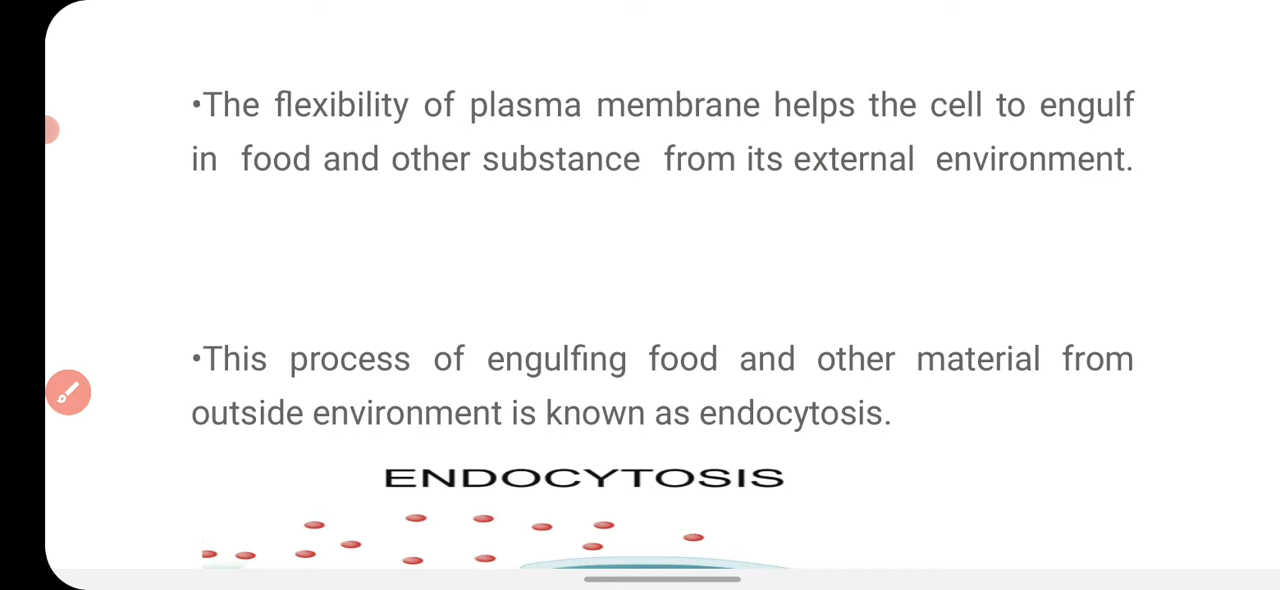 •The flexibility of plasma membrane helps the cell to engulf
in food and other substance from its external environment.
•This process of engulfing food and other material from
outside environment is known as endocytosis.
ENDOCYTOSIS